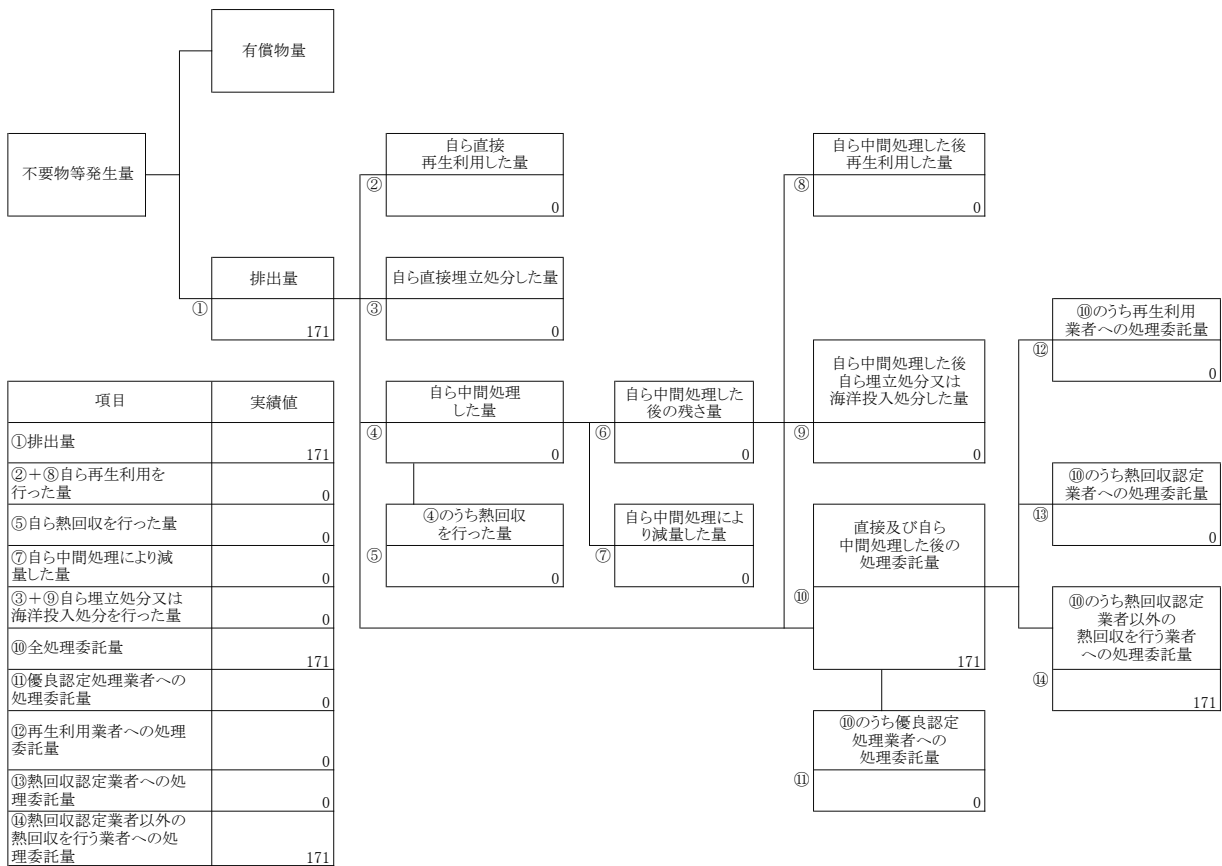 有償物量
不要物等発生量
自ら直接
再生利用した量
②
0
自ら中間処理した後
再生利用した量
⑧
0
排出量
①
171
自ら直接埋立処分した量
③
0
⑩のうち再生利用
業者への処理委託量
⑫
0
自ら中間処理
した量
④
0
自ら中間処理した
後の残さ量
⑥
0
自ら中間処理した後
自ら埋立処分又は
海洋投入処分した量
⑨
0
⑩のうち熱回収認定
業者への処理委託量
⑬
0
④のうち熱回収
を行った量
⑤
0
自ら中間処理によ
り減量した量
⑦
0
直接及び自ら
中間処理した後の
処理委託量
⑩
171
⑩のうち熱回収認定
業者以外の
熱回収を行う業者
への処理委託量
⑭
171
⑩のうち優良認定
処理業者への
処理委託量
⑪
0
項目 実績値
①排出量 171
②+⑧自ら再生利用を
行った量 0
⑤自ら熱回収を行った量 0
⑦自ら中間処理により減
量した量 0
③+⑨自ら埋立処分又は
海洋投入処分を行った量 0
⑩全処理委託量 171
⑪優良認定処理業者への
処理委託量 0
⑫再生利用業者への処理
委託量 0
⑬熱回収認定業者への処
理委託量 0
⑭熱回収認定業者以外の
熱回収を行う業者への処
理委託量 171